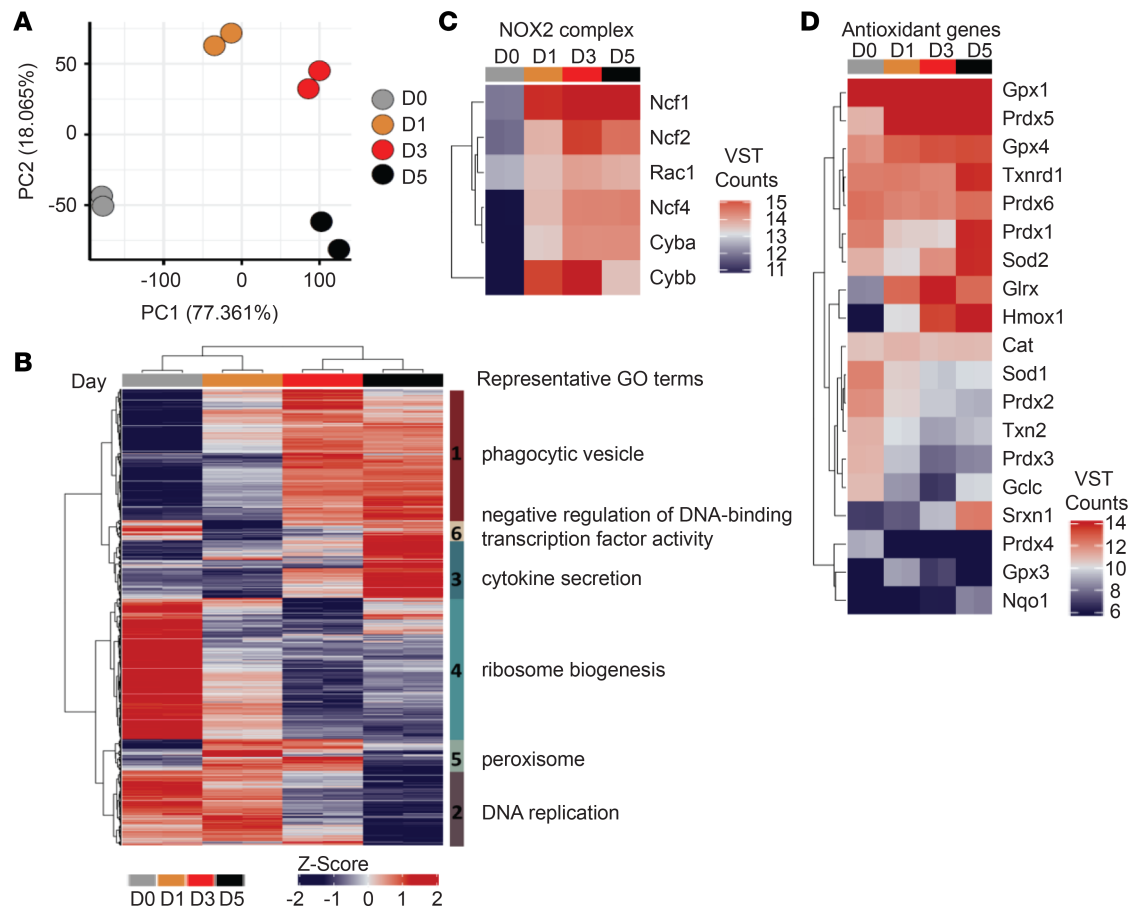 A
PC2 (18.065%)
50
0
-50
-100
0
100
PC1 (77.361%)
D0
D1
D3
D5
B
Day
Representative GO terms
1
phagocytic vesicle
6
negative regulation of DNA-binding
transcription factor activity
3
cytokine secretion
4
ribosome biogenesis
5
peroxisome
2
DNA replication
D0 D1 D3 D5
Z-Score
-2 -1 0 1 2
C
NOX2 complex
D0 D1 D3 D5
Ncf1
Ncf2
Rac1
Ncf4
Cyba
Cybb
VST
Counts
15
14
13
12
11
D
Antioxidant genes
D0 D1 D3 D5
Gpx1
Prdx5
Gpx4
Txnrd1
Prdx6
Prdx1
Sod2
Glrx
Hmox1
Cat
Sod1
Prdx2
Txn2
Prdx3
Gclc
Srxn1
Prdx4
Gpx3
Nqo1
VST
Counts
14
12
10
8
6